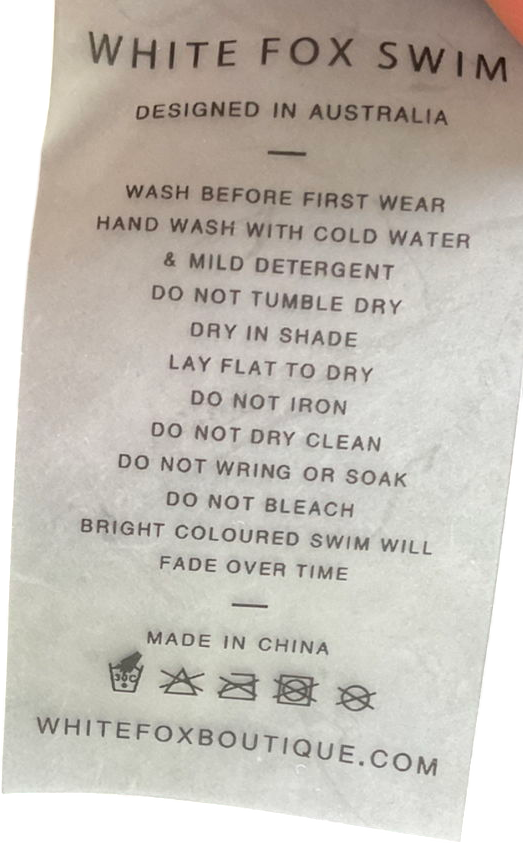 WHITE FOX SWIM
DESIGNED IN AUSTRALIA
WASH BEFORE FIRST WEAR
HAND WASH WITH COLD WATER
& MILD DETERGENT
DO NOT TUMBLE DRY
DRY IN SHADE
LAY FLAT TO DRY
DO NOT IRON
DO NOT DRY CLEAN
DO NOT WRING OR SOAK
DO NOT BLEACH
BRIGHT COLOURED SWIM WILL
FADE OVER TIME
MADE IN CHINA
30C
WHITEFOXBOUTIQUE.COM